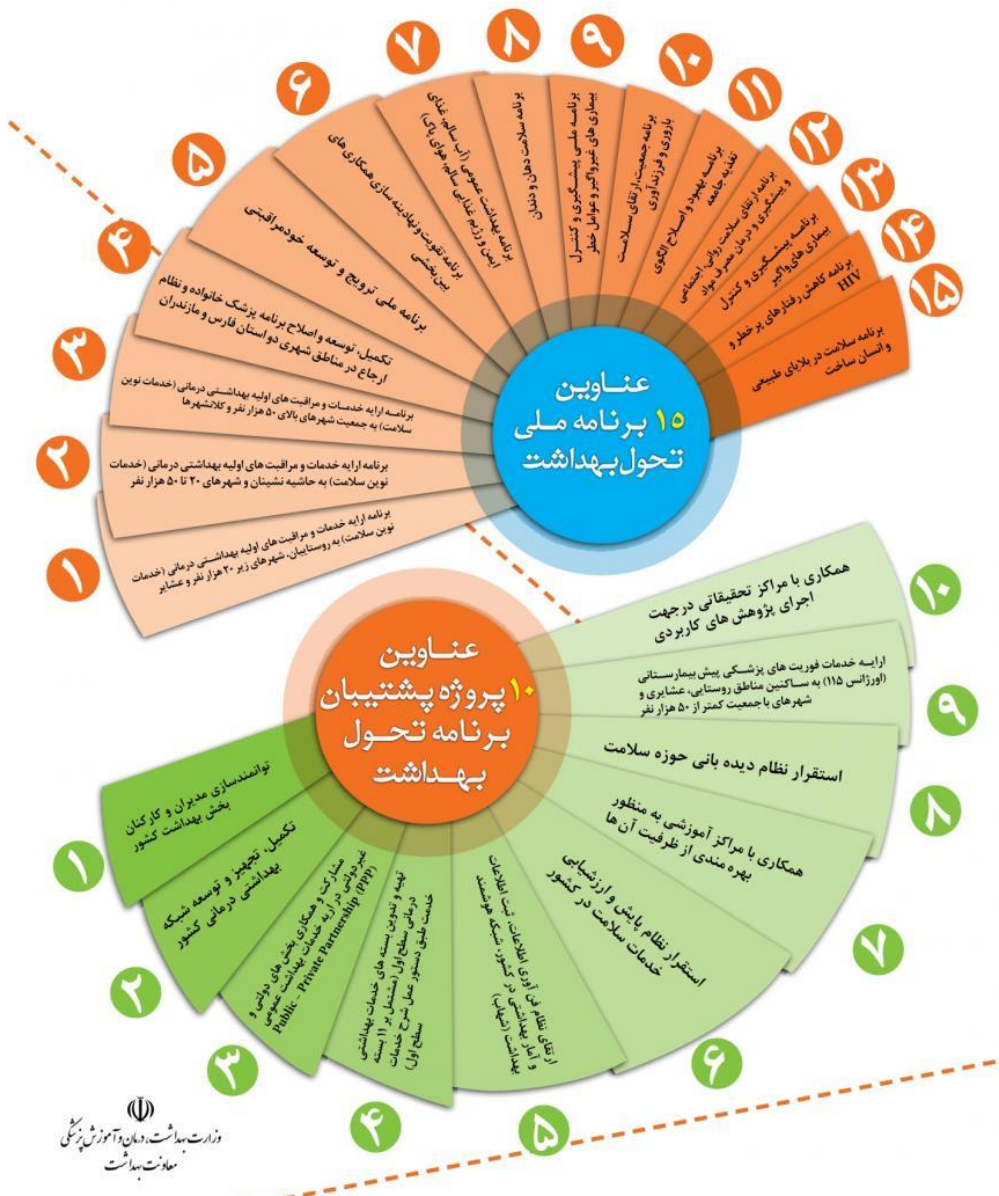 عناوین
۱۵ برنامه ملی
تحول بهداشت
۱
برنامه ارایه خدمات و مراقبت های اولیه بهداشتی درمانی (خدمات
نوین سلامت) به روستاییان، شهرهای زیر ۲۰ هزار نفر و عشایر
۲
برنامه ارایه خدمات و مراقبت های اولیه بهداشتی درمانی (خدمات
نوین سلامت) به حاشیه نشینان و شهرهای ۲۰ تا ۵۰ هزار نفر
۳
برنامه ارایه خدمات و مراقبت های اولیه بهداشتی درمانی (خدمات نوین
سلامت) به جمعیت شهرهای بالای ۵۰ هزار نفر و کلانشهرها
۴
تکمیل، توسعه و اصلاح برنامه پزشک خانواده و نظام
ارجاع در مناطق شهری دو استان فارس و مازندران
۵
برنامه ملی ترویج و توسعه خودمراقبتی
۶
برنامه تقویت و نهادینه سازی همکاری های
بین بخشی
۷
برنامه بهداشت عمومی (آب سالم، غذای
ایمن و رژیم غذایی سالم، هوای پاک)
۸
برنامه سلامت دهان و دندان
۹
برنامه ملی پیشگیری و کنترل
بیماری های غیرواگیر و عوامل خطر
۱۰
برنامه جمعیت، ارتقای سلامت
باروری و فرزندآوری
۱۱
برنامه بهبود و اصلاح الگوی
تغذیه جامعه
۱۲
برنامه ارتقای سلامت روانی، اجتماعی
و پیشگیری و درمان مصرف مواد
۱۳
برنامه پیشگیری و کنترل
بیماری های واگیر
۱۴
برنامه کاهش رفتارهای پر خطر و
HIV
۱۵
برنامه سلامت در بلایای طبیعی
و انسان ساخت
عناوین
۱۰ پروژه پشتیبان
برنامه تحول
بهداشت
۱
توانمندسازی مدیران و کارکنان
بخش بهداشت کشور
۲
تکمیل، تجهیز و توسعه شبکه
بهداشتی درمانی کشور
۳
مشارکت و همکاری بخش های دولتی و
غیردولتی در ارایه خدمات بهداشت عمومی
Public - Private Partnership (PPP)
۴
تهیه و تدوین بسته های خدمات بهداشتی
درمانی سطح اول (مشتمل بر ۱۱ بسته
خدمت طبق دستور عمل شرح خدمات
سطح اول)
۵
ارتقای نظام فن آوری اطلاعات، ثبت اطلاعات
و آمار بهداشتی در کشور، شبکه هوشمند
بهداشت (شهاب)
۶
استقرار نظام پایش و ارزشیابی
خدمات سلامت در کشور
۷
همکاری با مراکز آموزشی به منظور
بهره مندی از ظرفیت آن ها
۸
استقرار نظام دیده بانی حوزه سلامت
۹
ارایه خدمات فوریت های پزشکی پیش بیمارستانی
(اورژانس ۱۱۵) به ساکنین مناطق روستایی، عشایری و
شهرهای با جمعیت کمتر از ۵۰ هزار نفر
۱۰
همکاری با مراکز تحقیقاتی در جهت
اجرای پژوهش های کاربردی
وزارت بهداشت، درمان و آموزش پزشکی
معاونت بهداشت